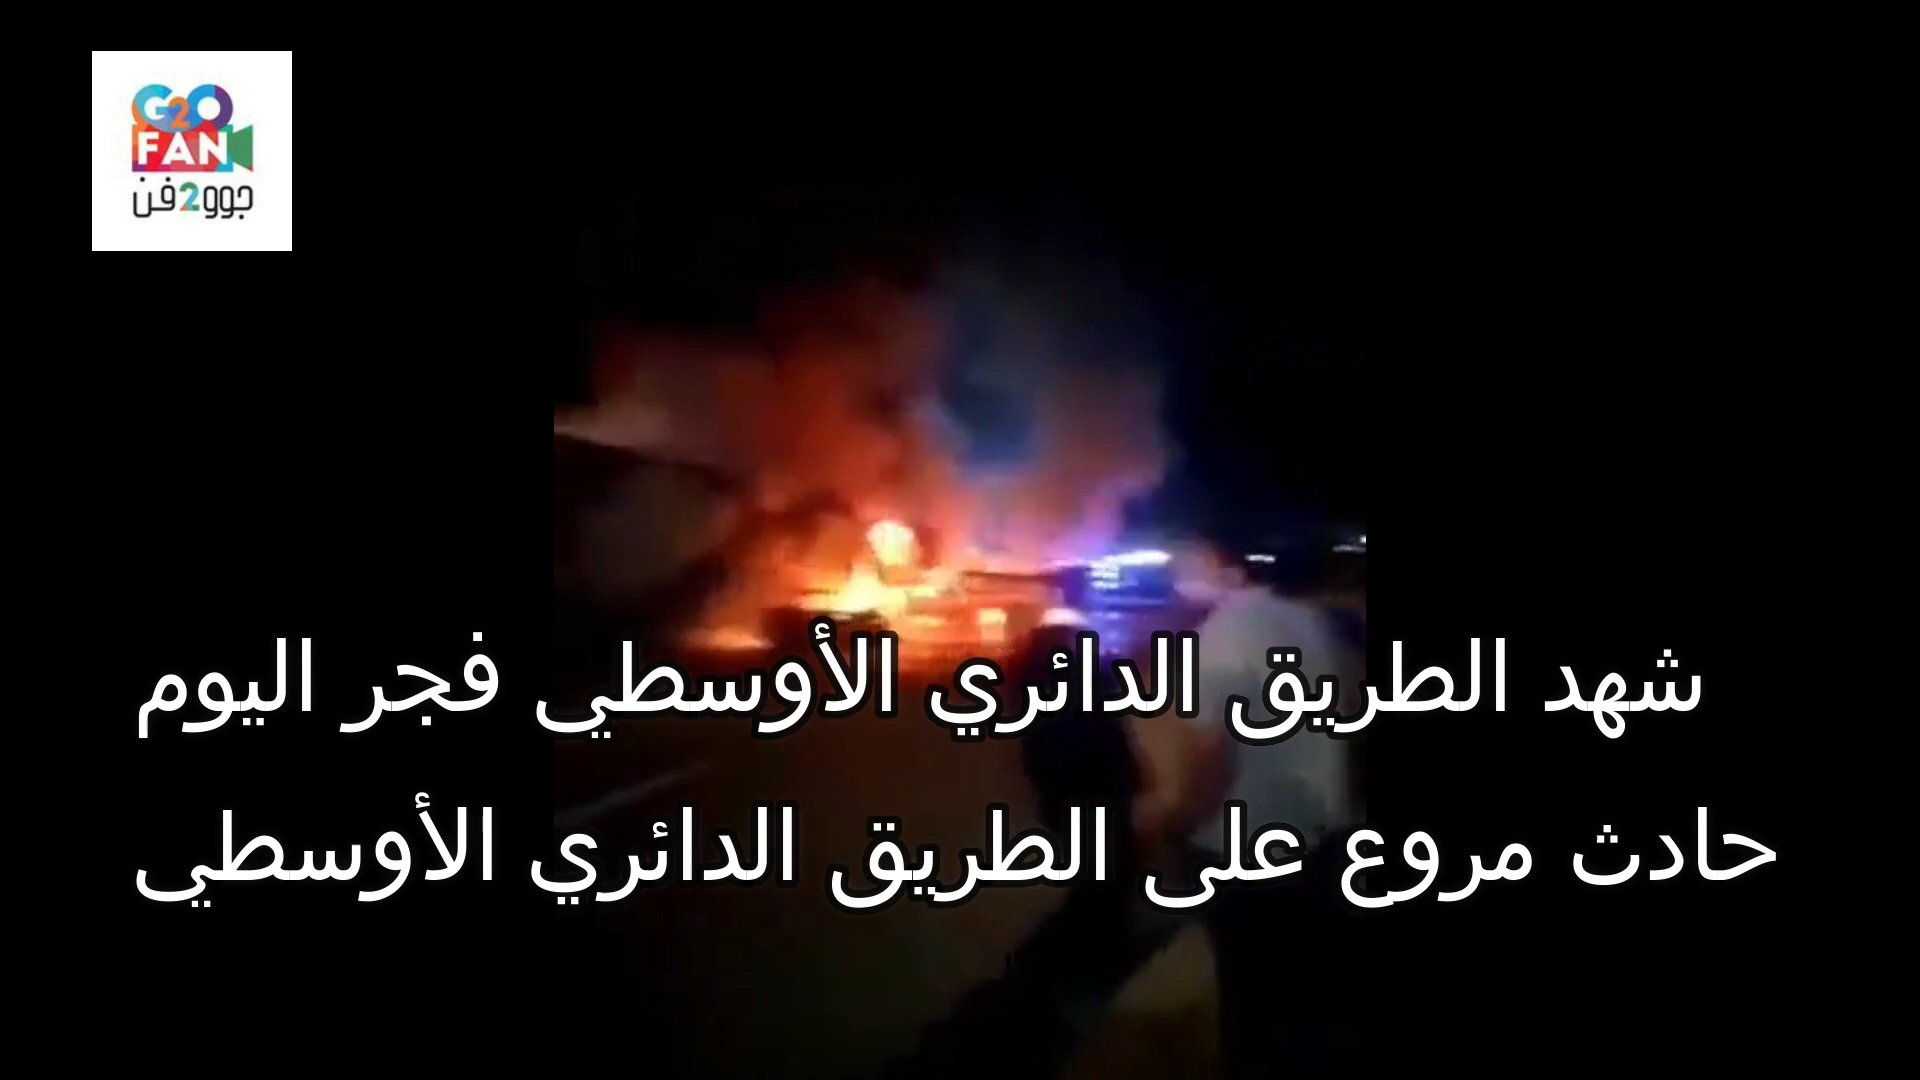 G2O
FAN
جوو2فن
شهد الطريق الدائري الأوسطي فجر اليوم
حادث مروع على الطريق الدائري الأوسطي